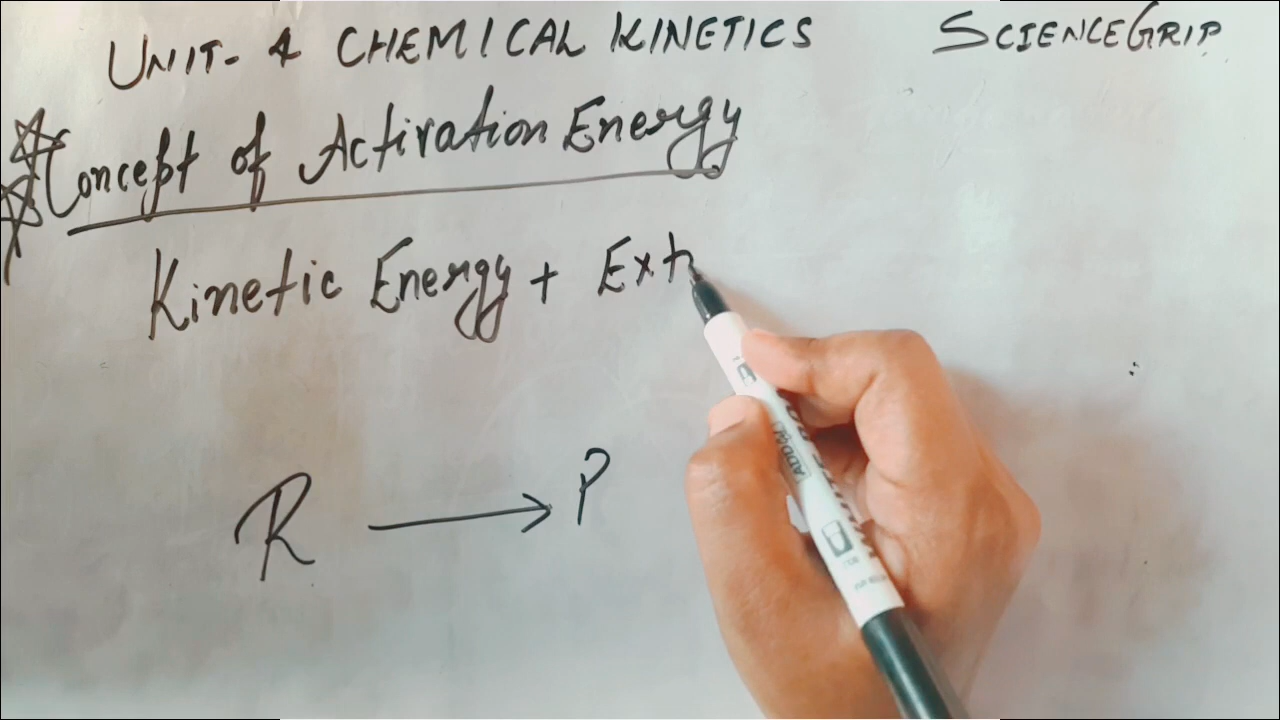 UNIT- 4 CHEMICAL KINETICS SCIENCEGRIP
Concept of Activation Energy
Kinetic Energy + Ext
R → P